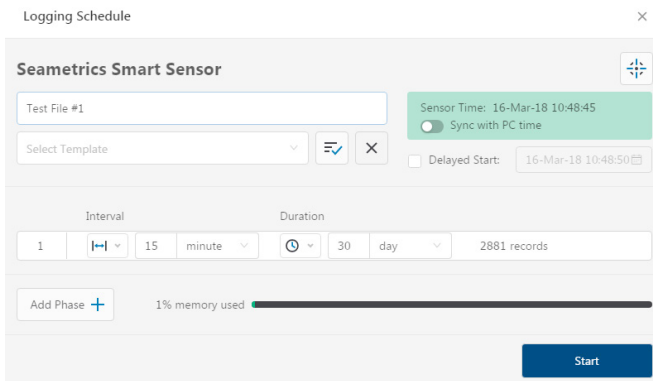 Logging Schedule
Seametrics Smart Sensor
Test File #1
Sensor Time: 16-Mar-18 10:48:45
Sync with PC time
Select Template
Delayed Start: 16-Mar-18 10:48:50
Interval Duration
1 15 minute 30 day 2881 records
Add Phase 1% memory used
Start